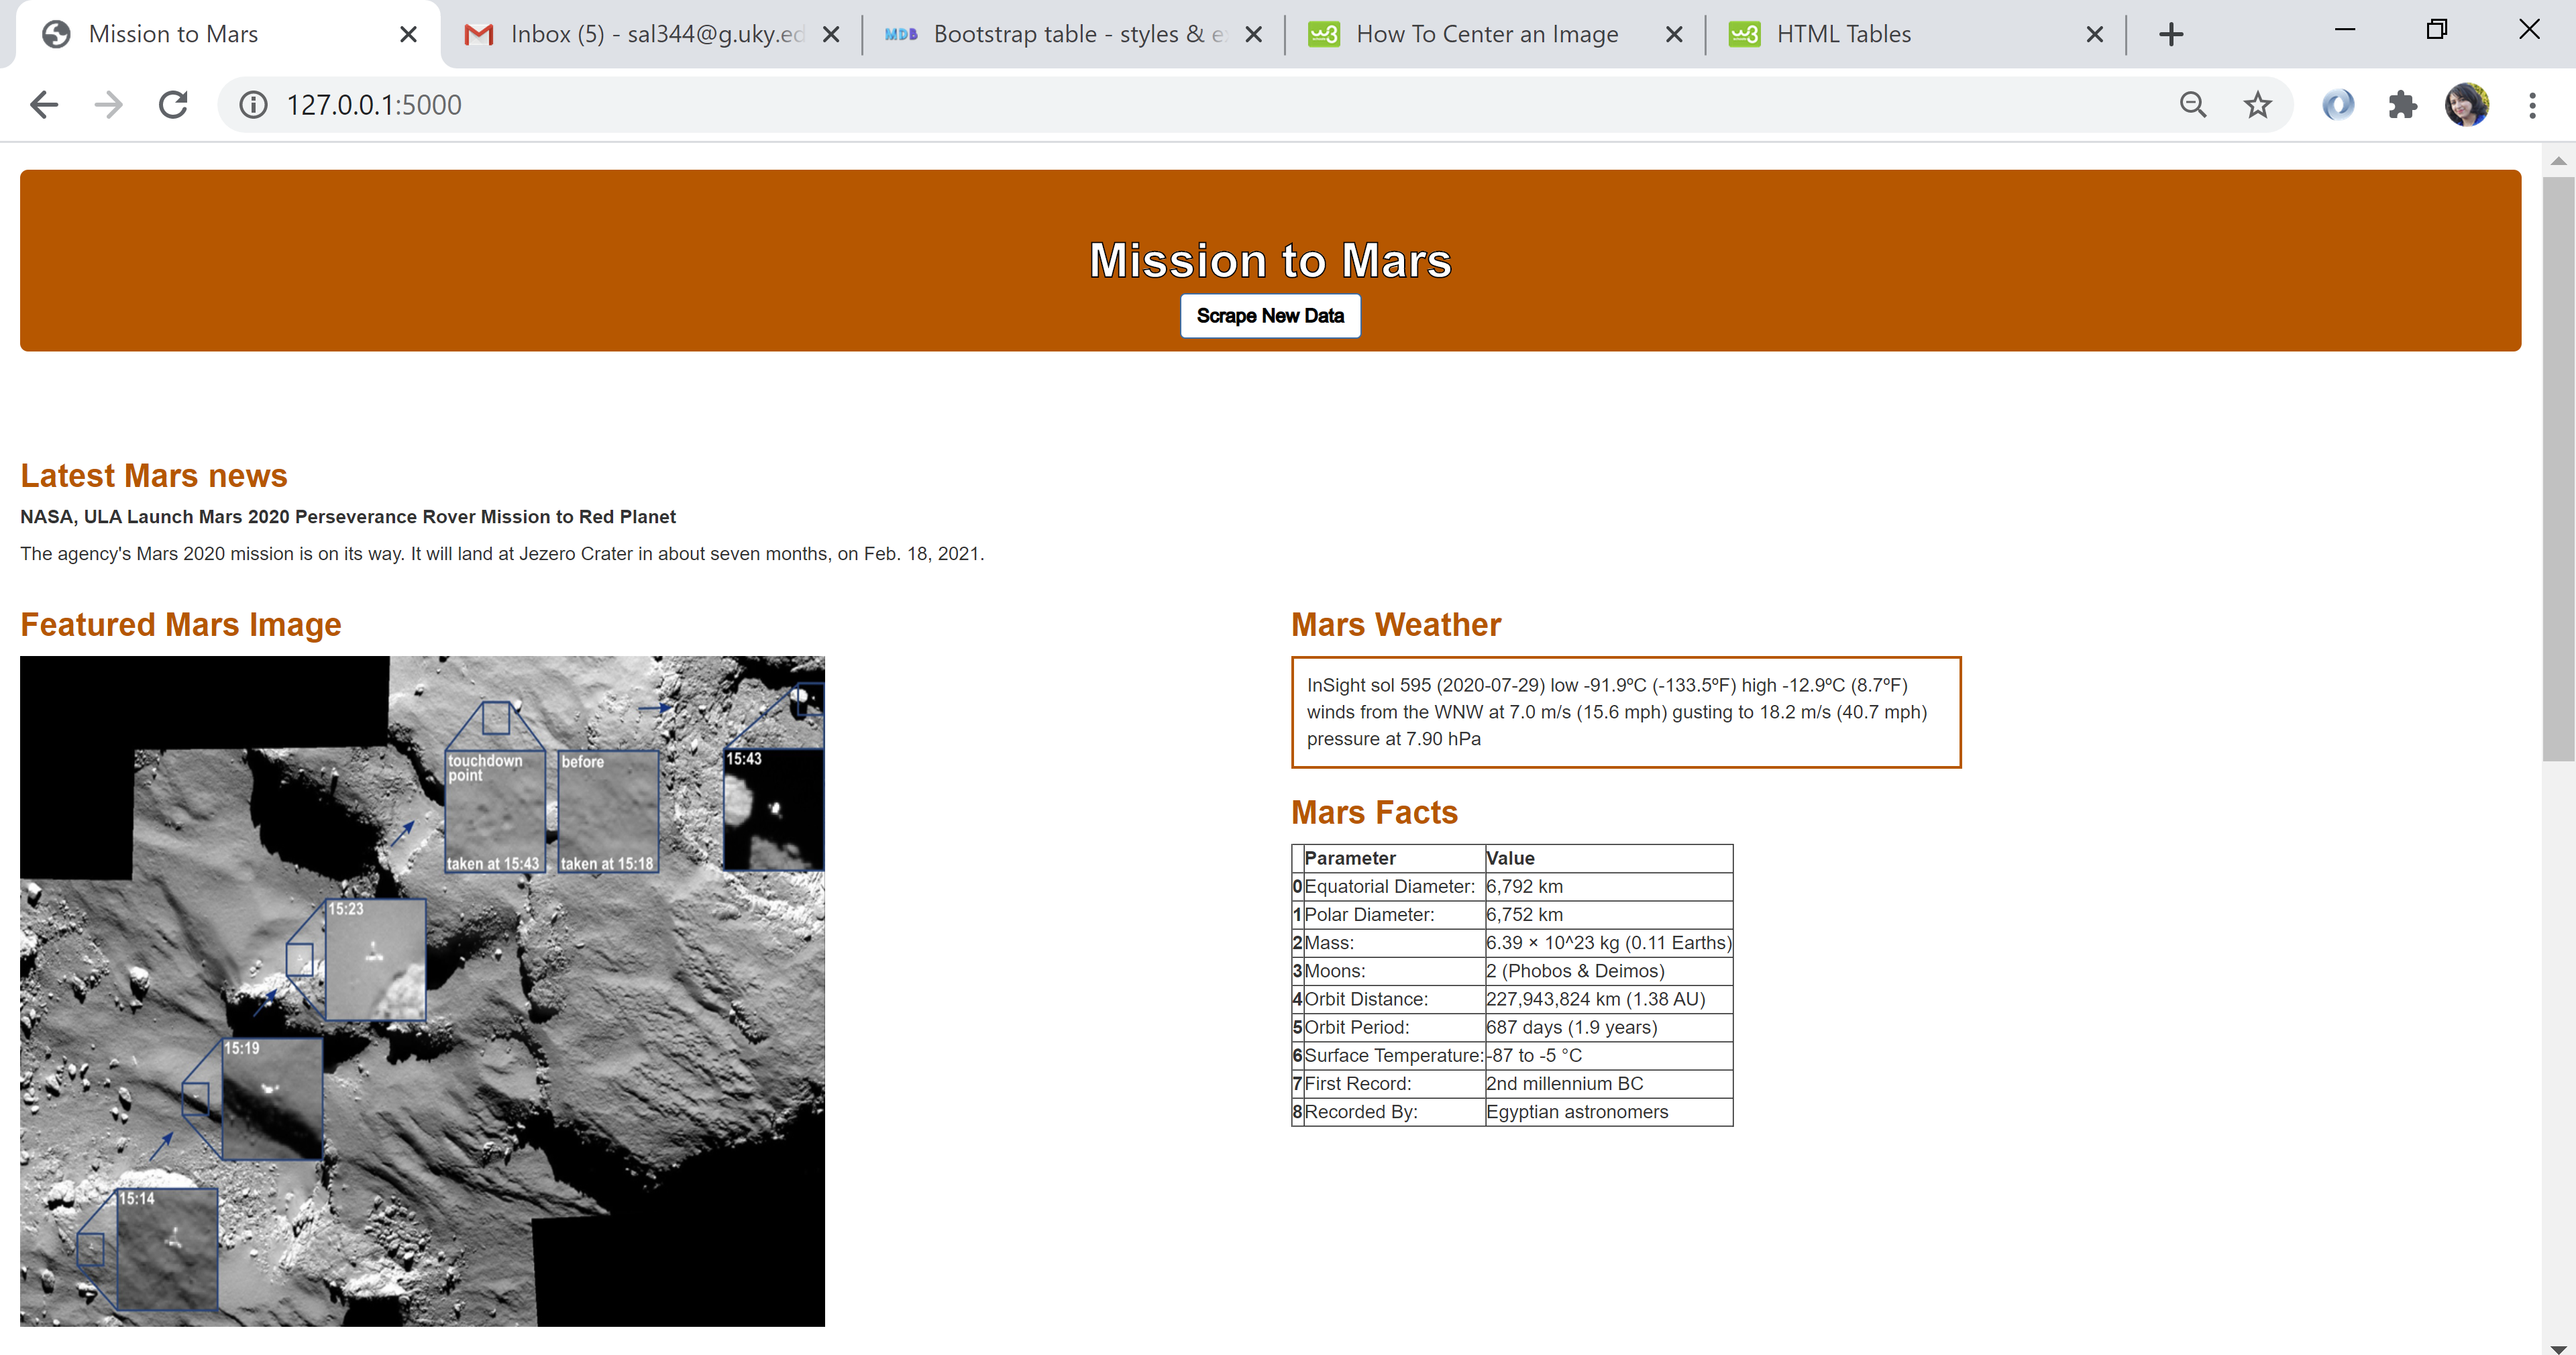 Mission to Mars
Inbox (5) - sal344@g.uky.ed
MDB Bootstrap table - styles & e
w3 How To Center an Image
w3 HTML Tables
127.0.0.1:5000
Mission to Mars
Scrape New Data
Latest Mars news
NASA, ULA Launch Mars 2020 Perseverance Rover Mission to Red Planet
The agency's Mars 2020 mission is on its way. It will land at Jezero Crater in about seven months, on Feb. 18, 2021.
Featured Mars Image
touchdown
point
taken at 15:43
before
taken at 15:18
15:43
15:23
15:19
15:14
Mars Weather
InSight sol 595 (2020-07-29) low -91.9ºC (-133.5ºF) high -12.9ºC (8.7ºF)
winds from the WNW at 7.0 m/s (15.6 mph) gusting to 18.2 m/s (40.7 mph)
pressure at 7.90 hPa
Mars Facts
Parameter Value
0 Equatorial Diameter: 6,792 km
1 Polar Diameter: 6,752 km
2 Mass: 6.39 × 10^23 kg (0.11 Earths)
3 Moons: 2 (Phobos & Deimos)
4 Orbit Distance: 227,943,824 km (1.38 AU)
5 Orbit Period: 687 days (1.9 years)
6 Surface Temperature: -87 to -5 °C
7 First Record: 2nd millennium BC
8 Recorded By: Egyptian astronomers